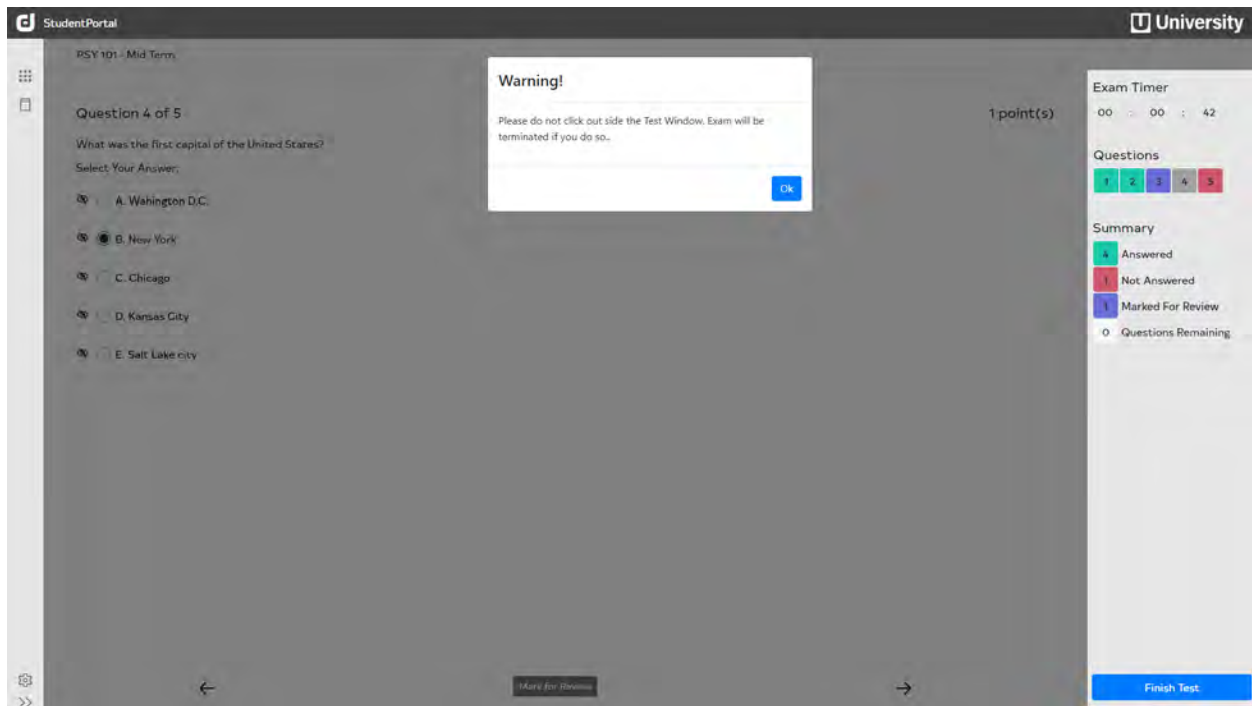 StudentPortal
University
PSY 101 - Mid Term
Question 4 of 5
1 point(s)
What was the first capital of the United States?
Select Your Answer:
A. Wahington D.C.
B. New York
C. Chicago
D. Kansas City
E. Salt Lake city
Warning!
Please do not click out side the Test Window. Exam will be
terminated if you do so..
Ok
Exam Timer
00 : 00 : 42
Questions
1 2 3 4 5
Summary
4 Answered
1 Not Answered
1 Marked For Review
0 Questions Remaining
Mark for Review
Finish Test